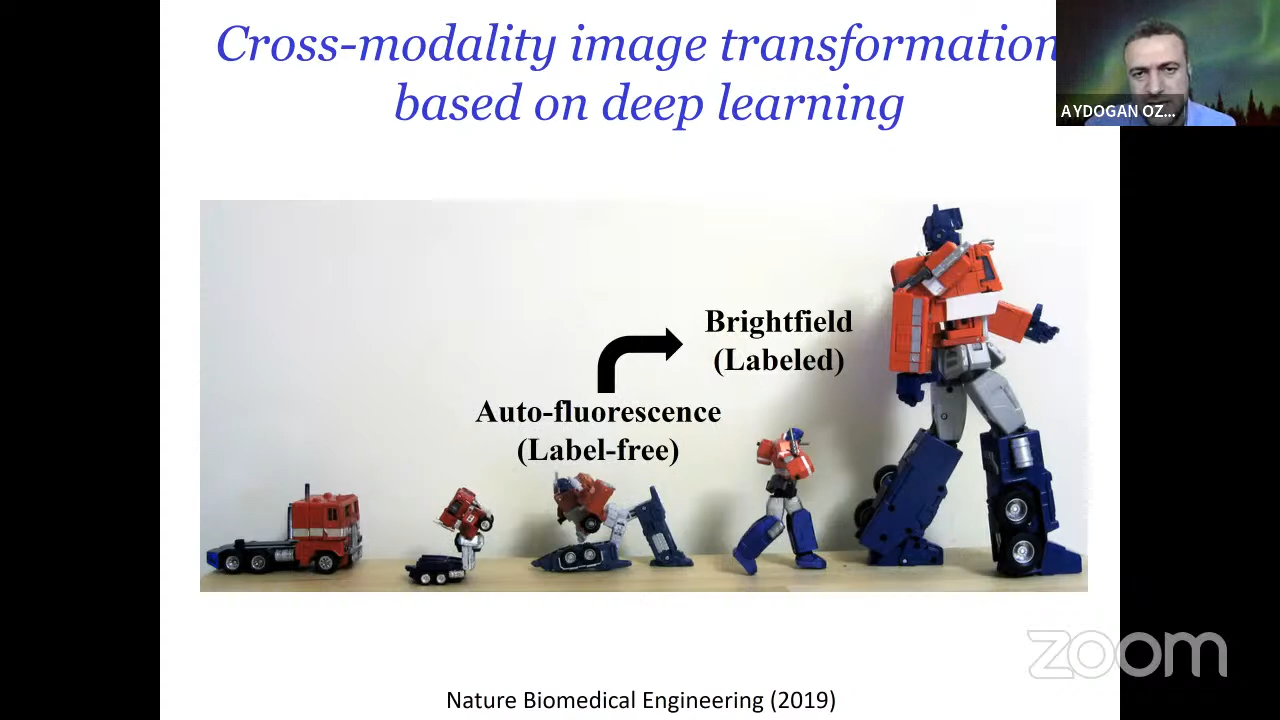 Cross-modality image transformation
based on deep learning
AYDOGAN OZ...
Brightfield
(Labeled)
Auto-fluorescence
(Label-free)
zoom
Nature Biomedical Engineering (2019)